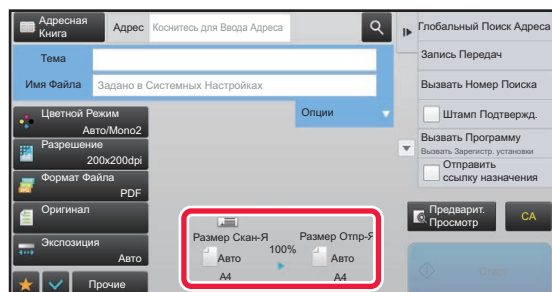 Адресная
Книга
Адрес
Коснитесь для Ввода Адреса
Тема
Имя Файла
Задано в Системных Настройках
Опции
Цветной Режим
Авто/Mono2
Разрешение
200x200dpi
Формат Файла
PDF
Оригинал
Экспозиция
Авто
Прочие
Размер Скан-Я
Авто
A4
100%
Размер Отпр-Я
Авто
A4
Глобальный Поиск Адреса
Запись Передач
Вызвать Номер Поиска
Штамп Подтвержд.
Вызвать Программу
Вызвать Зарегистр. установки
Отправить
ссылку назначения
Предварит.
Просмотр
CA
Старт